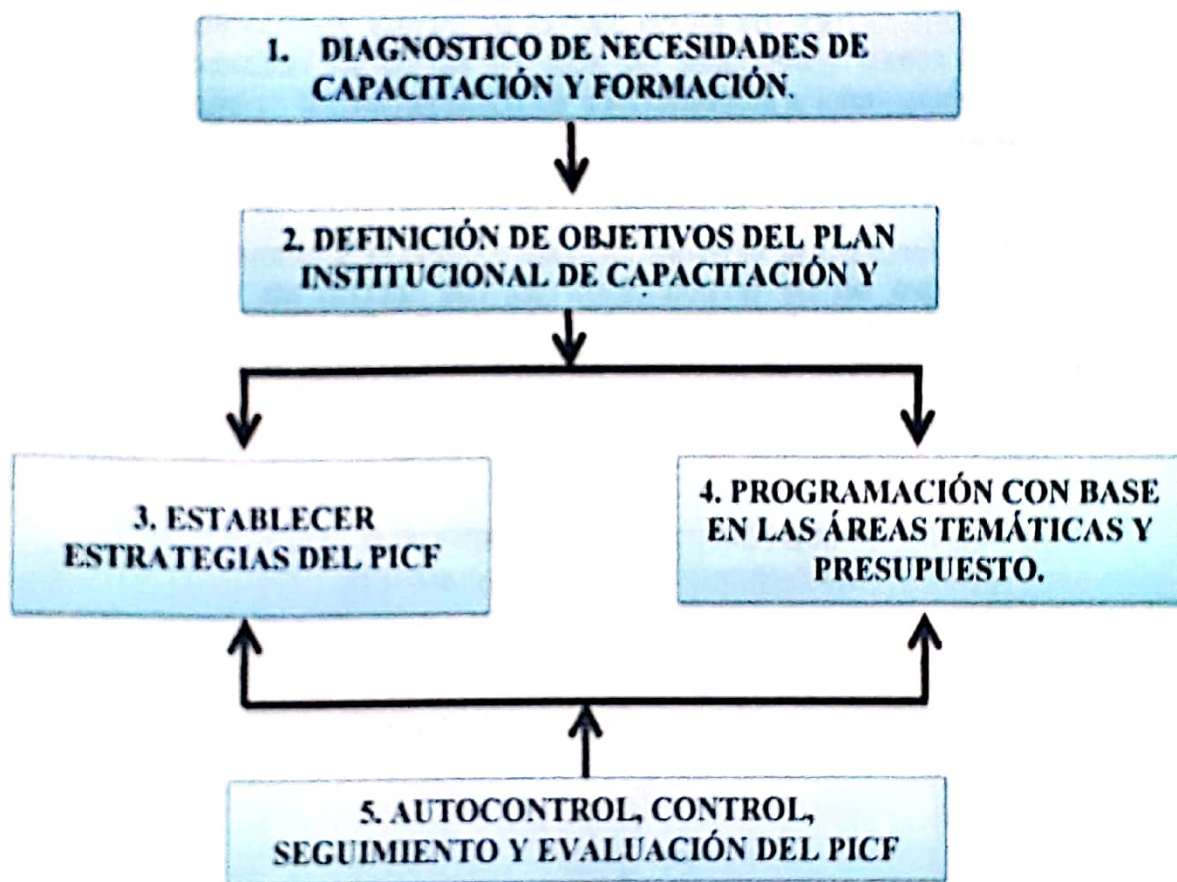 1. DIAGNOSTICO DE NECESIDADES DE
CAPACITACIÓN Y FORMACIÓN.
2. DEFINICIÓN DE OBJETIVOS DEL PLAN
INSTITUCIONAL DE CAPACITACIÓN Y
3. ESTABLECER
ESTRATEGIAS DEL PICF
4. PROGRAMACIÓN CON BASE
EN LAS ÁREAS TEMÁTICAS Y
PRESUPUESTO.
5. AUTOCONTROL, CONTROL,
SEGUIMIENTO Y EVALUACIÓN DEL PICF